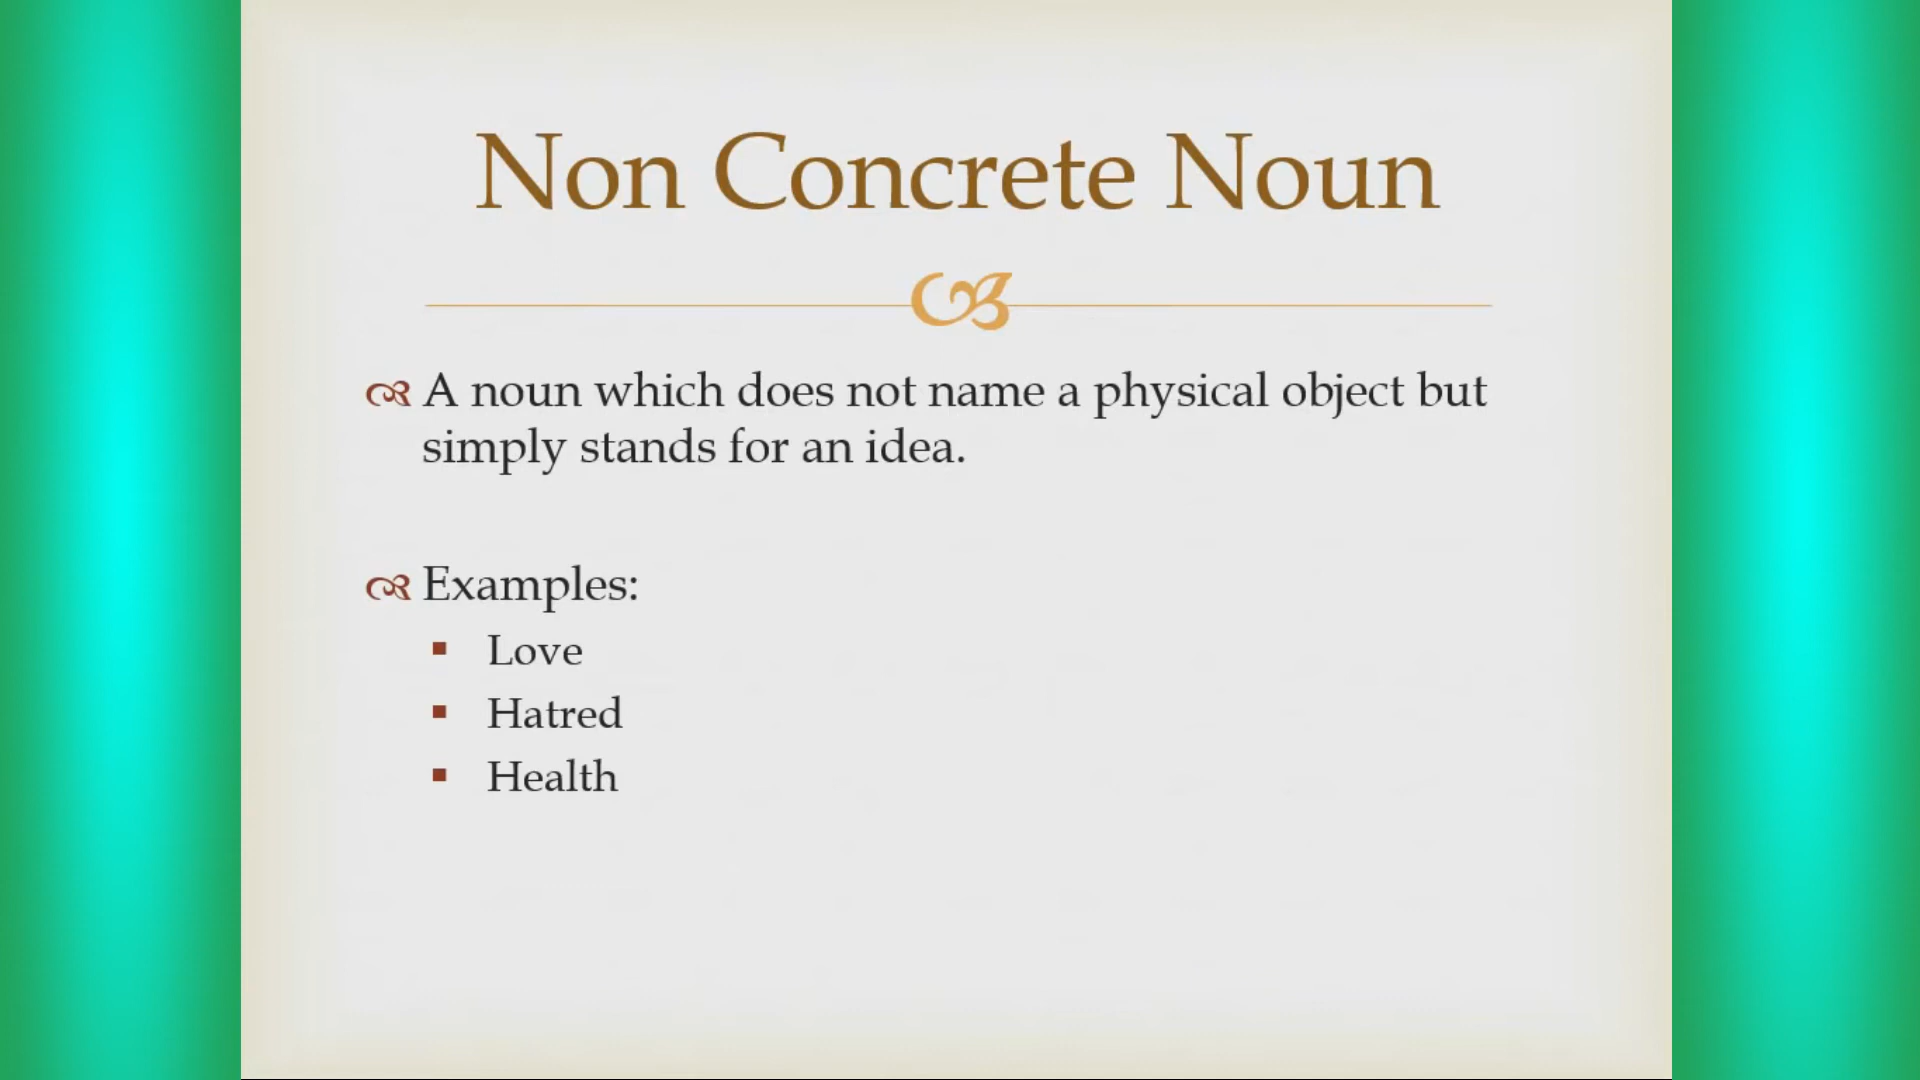 Non Concrete Noun
A noun which does not name a physical object but
simply stands for an idea.
Examples:
Love
Hatred
Health